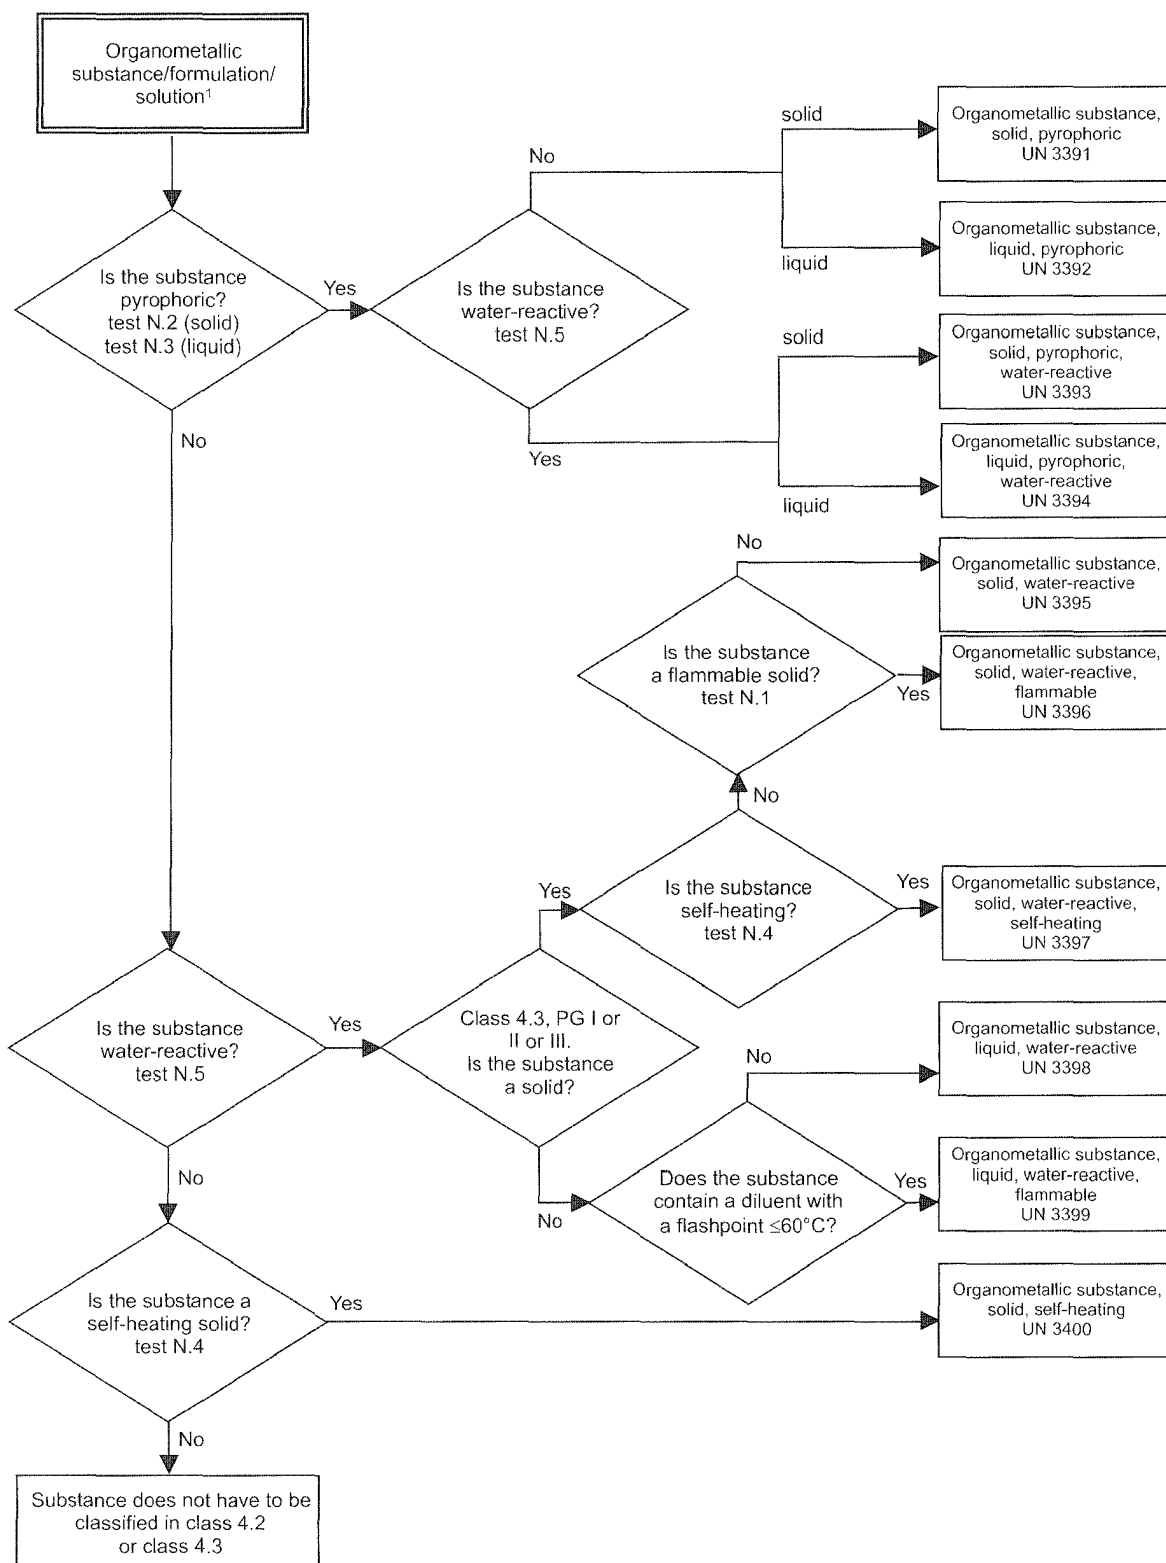 Organometallic
substance/formulation/
solution¹
solid
Organometallic substance,
solid, pyrophoric
UN 3391
No
liquid
Organometallic substance,
liquid, pyrophoric
UN 3392
Is the substance
pyrophoric?
test N.2 (solid)
test N.3 (liquid)
Yes
Is the substance
water-reactive?
test N.5
solid
Organometallic substance,
solid, pyrophoric,
water-reactive
UN 3393
No
Yes
liquid
Organometallic substance,
liquid, pyrophoric,
water-reactive
UN 3394
No
Organometallic substance,
solid, water-reactive
UN 3395
Is the substance
a flammable solid?
test N.1
Yes
Organometallic substance,
solid, water-reactive,
flammable
UN 3396
No
Yes
Is the substance
self-heating?
test N.4
Yes
Organometallic substance,
solid, water-reactive,
self-heating
UN 3397
Is the substance
water-reactive?
test N.5
Yes
Class 4.3, PG I or
II or III.
Is the substance
a solid?
No
Organometallic substance,
liquid, water-reactive
UN 3398
No
No
Does the substance
contain a diluent with
a flashpoint ≤60°C?
Yes
Organometallic substance,
liquid, water-reactive,
flammable
UN 3399
Is the substance a
self-heating solid?
test N.4
Yes
Organometallic substance,
solid, self-heating
UN 3400
No
Substance does not have to be
classified in class 4.2
or class 4.3